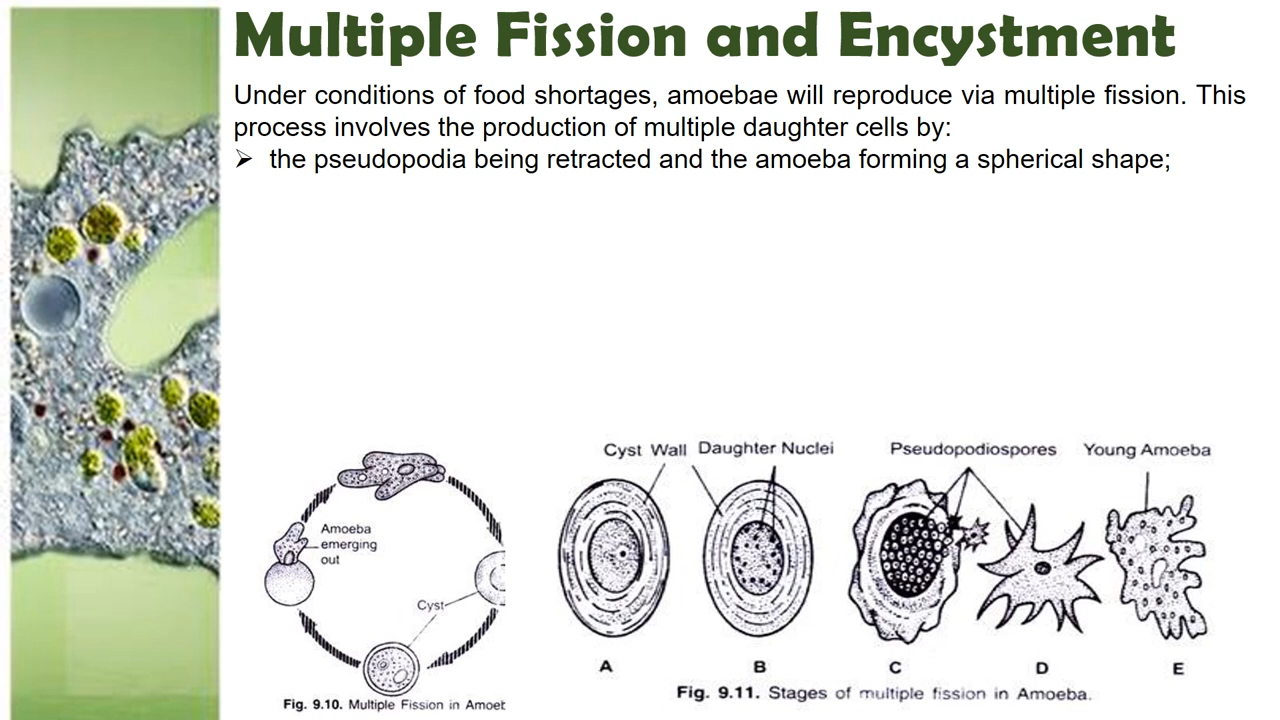 Multiple Fission and Encystment
Under conditions of food shortages, amoebae will reproduce via multiple fission. This
process involves the production of multiple daughter cells by:
➢ the pseudopodia being retracted and the amoeba forming a spherical shape;
Cyst Wall Daughter Nuclei Pseudopodiospores Young Amoeba
Amoeba
emerging
out
Cyst
A B C D E
Fig. 9.11. Stages of multiple fission in Amoeba.
Fig. 9.10. Multiple Fission in Amoet